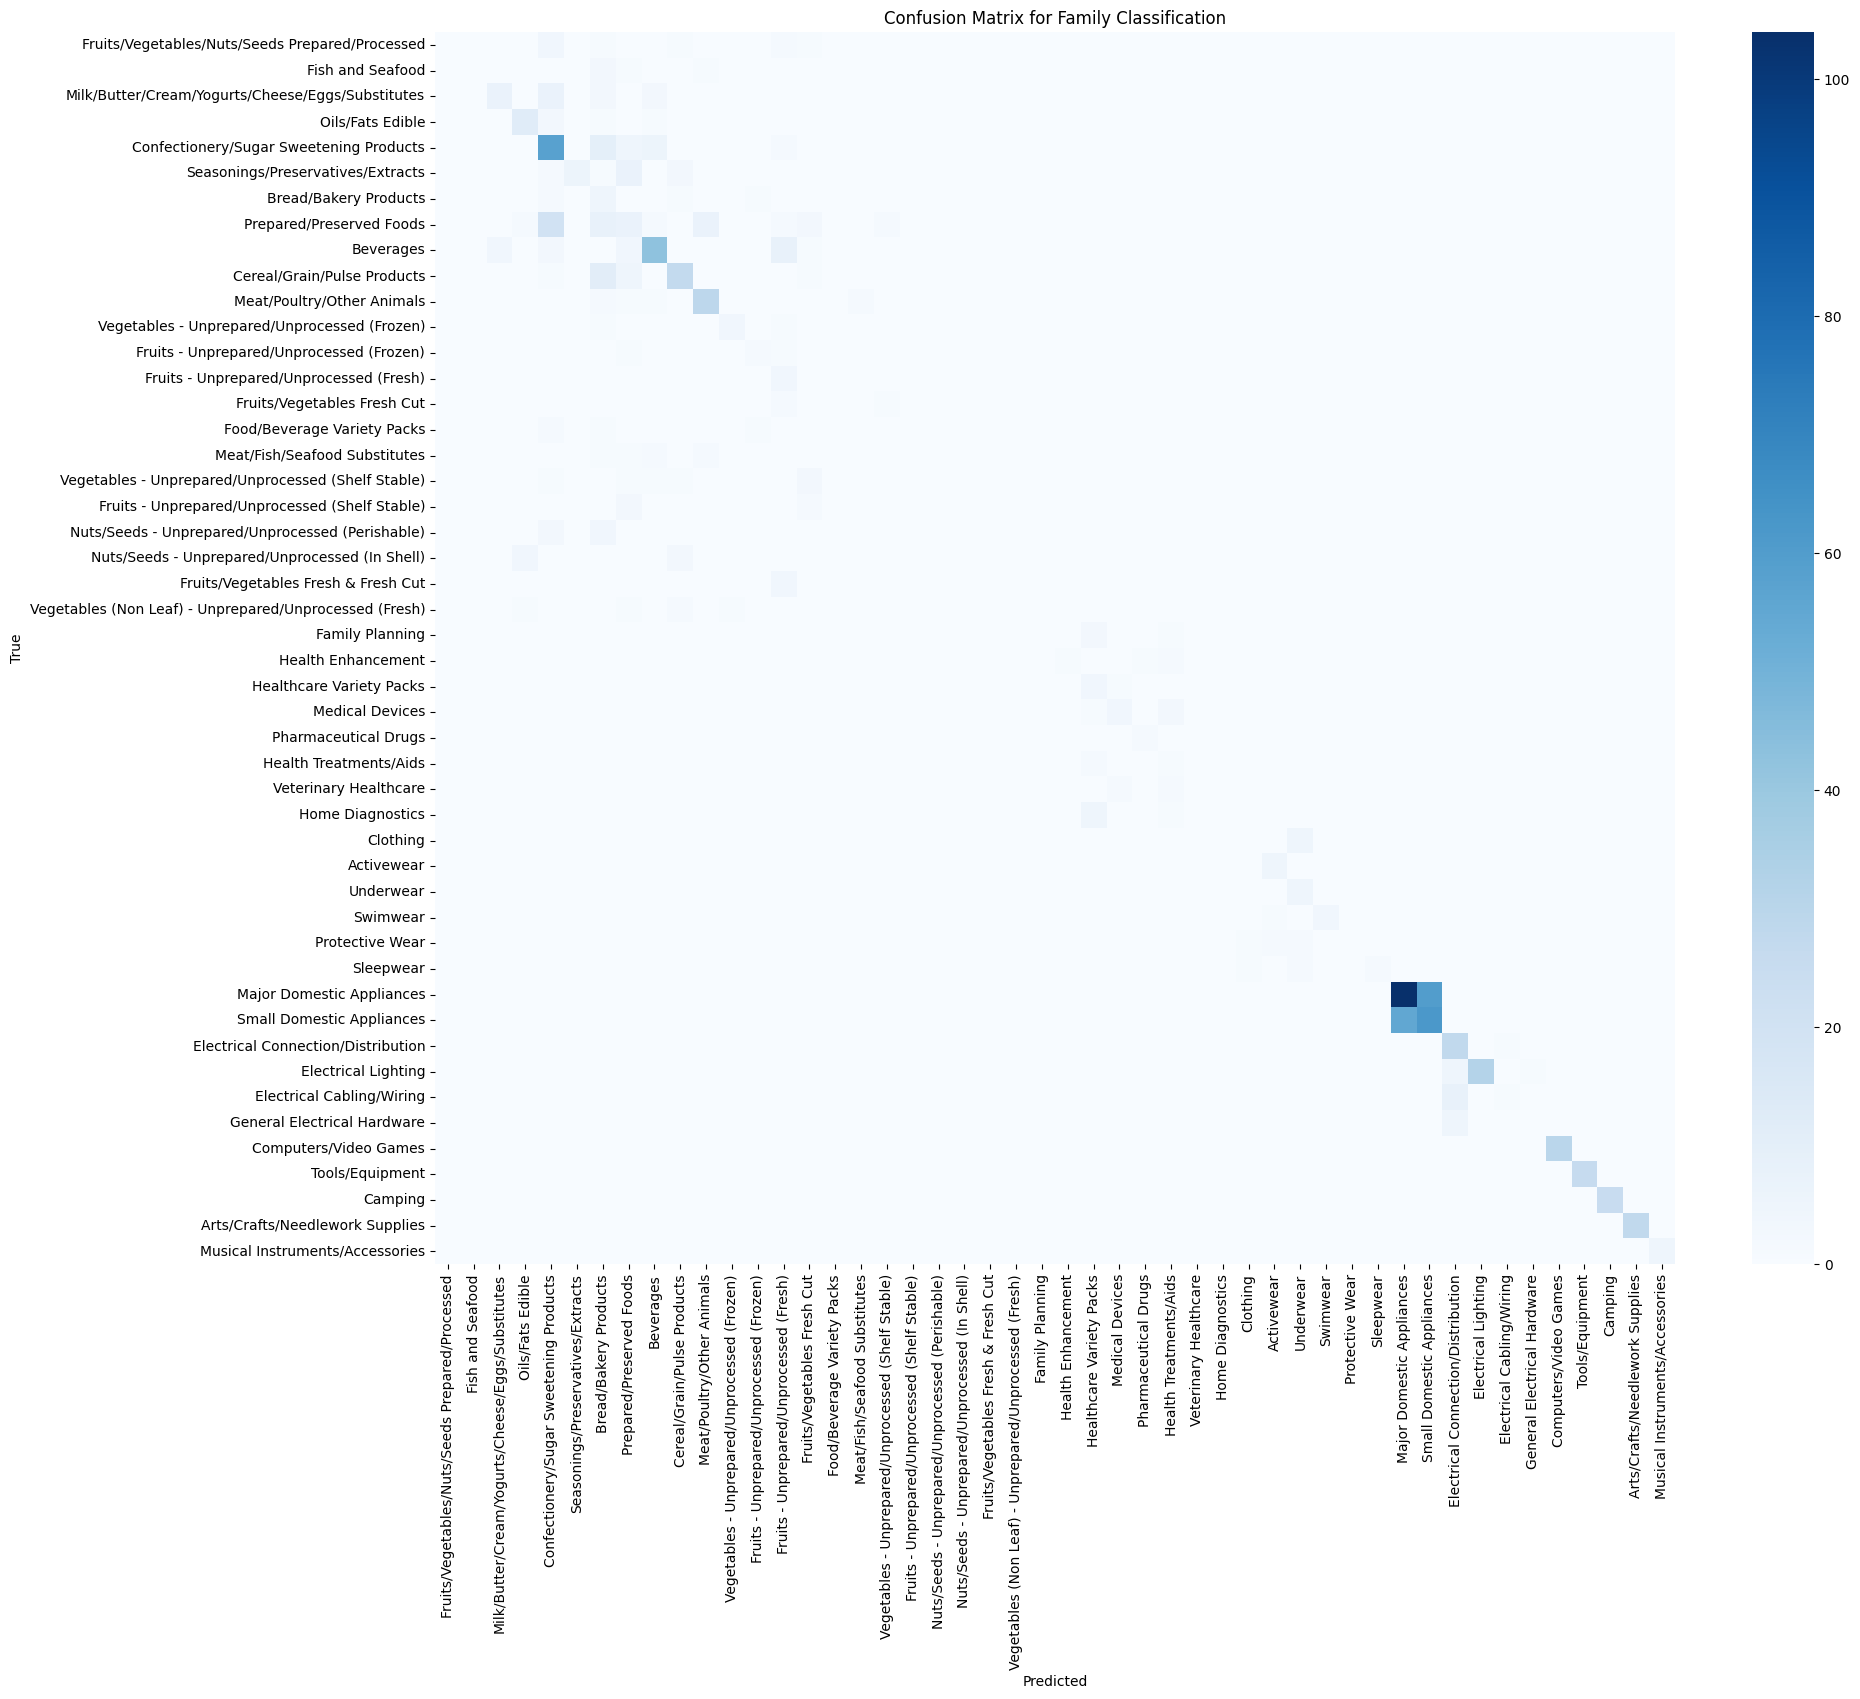 Confusion Matrix for Family Classification
True
Fruits/Vegetables/Nuts/Seeds Prepared/Processed
Fish and Seafood
Milk/Butter/Cream/Yogurts/Cheese/Eggs/Substitutes
Oils/Fats Edible
Confectionery/Sugar Sweetening Products
Seasonings/Preservatives/Extracts
Bread/Bakery Products
Prepared/Preserved Foods
Beverages
Cereal/Grain/Pulse Products
Meat/Poultry/Other Animals
Vegetables - Unprepared/Unprocessed (Frozen)
Fruits - Unprepared/Unprocessed (Frozen)
Fruits - Unprepared/Unprocessed (Fresh)
Fruits/Vegetables Fresh Cut
Food/Beverage Variety Packs
Meat/Fish/Seafood Substitutes
Vegetables - Unprepared/Unprocessed (Shelf Stable)
Fruits - Unprepared/Unprocessed (Shelf Stable)
Nuts/Seeds - Unprepared/Unprocessed (Perishable)
Nuts/Seeds - Unprepared/Unprocessed (In Shell)
Fruits/Vegetables Fresh & Fresh Cut
Vegetables (Non Leaf) - Unprepared/Unprocessed (Fresh)
Family Planning
Health Enhancement
Healthcare Variety Packs
Medical Devices
Pharmaceutical Drugs
Health Treatments/Aids
Veterinary Healthcare
Home Diagnostics
Clothing
Activewear
Underwear
Swimwear
Protective Wear
Sleepwear
Major Domestic Appliances
Small Domestic Appliances
Electrical Connection/Distribution
Electrical Lighting
Electrical Cabling/Wiring
General Electrical Hardware
Computers/Video Games
Tools/Equipment
Camping
Arts/Crafts/Needlework Supplies
Musical Instruments/Accessories
100
80
60
40
20
0
Fruits/Vegetables/Nuts/Seeds Prepared/Processed
Fish and Seafood
Milk/Butter/Cream/Yogurts/Cheese/Eggs/Substitutes
Oils/Fats Edible
Confectionery/Sugar Sweetening Products
Seasonings/Preservatives/Extracts
Bread/Bakery Products
Prepared/Preserved Foods
Beverages
Cereal/Grain/Pulse Products
Meat/Poultry/Other Animals
Vegetables - Unprepared/Unprocessed (Frozen)
Fruits - Unprepared/Unprocessed (Frozen)
Fruits - Unprepared/Unprocessed (Fresh)
Fruits/Vegetables Fresh Cut
Food/Beverage Variety Packs
Meat/Fish/Seafood Substitutes
Vegetables - Unprepared/Unprocessed (Shelf Stable)
Fruits - Unprepared/Unprocessed (Shelf Stable)
Nuts/Seeds - Unprepared/Unprocessed (Perishable)
Nuts/Seeds - Unprepared/Unprocessed (In Shell)
Fruits/Vegetables Fresh & Fresh Cut
Vegetables (Non Leaf) - Unprepared/Unprocessed (Fresh)
Family Planning
Health Enhancement
Healthcare Variety Packs
Medical Devices
Pharmaceutical Drugs
Health Treatments/Aids
Veterinary Healthcare
Home Diagnostics
Clothing
Activewear
Underwear
Swimwear
Protective Wear
Sleepwear
Major Domestic Appliances
Small Domestic Appliances
Electrical Connection/Distribution
Electrical Lighting
Electrical Cabling/Wiring
General Electrical Hardware
Computers/Video Games
Tools/Equipment
Camping
Arts/Crafts/Needlework Supplies
Musical Instruments/Accessories
Predicted